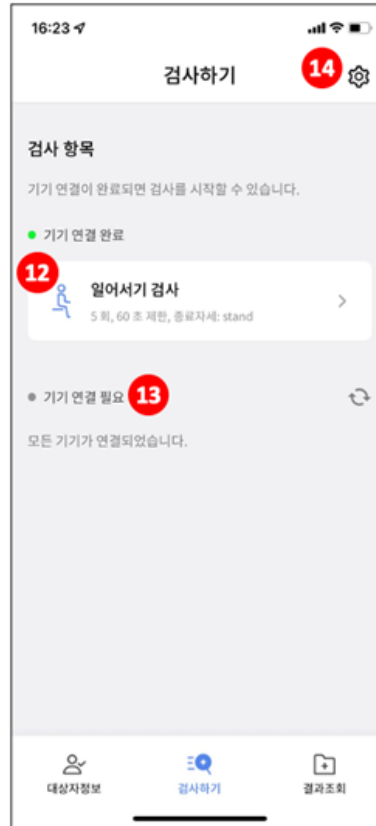 16:23
검사하기
14
검사 항목
기기 연결이 완료되면 검사를 시작할 수 있습니다.
기기 연결 완료
12
일어서기 검사
5 회, 60 초 제한, 종료자세: stand
기기 연결 필요 13
모든 기기가 연결되었습니다.
대상자정보 검사하기 결과조회